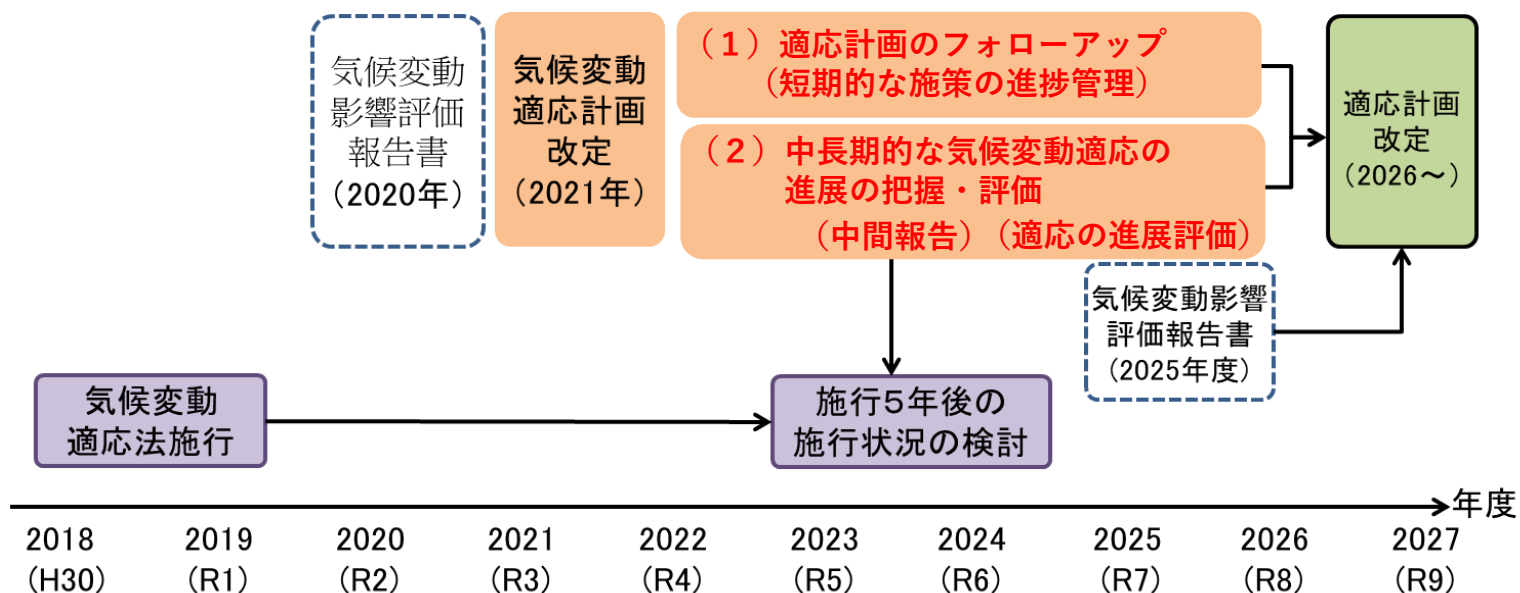 気候変動
影響評価
報告書
（2020年）
気候変動
適応計画
改定
（2021年）
（１）適応計画のフォローアップ
（短期的な施策の進捗管理）
（２）中長期的な気候変動適応の
進展の把握・評価
（中間報告）（適応の進展評価）
適応計画
改定
（2026～）
気候変動影響
評価報告書
（2025年度）
気候変動
適応法施行
施行５年後の
施行状況の検討
年度
2018 2019 2020 2021 2022 2023 2024 2025 2026 2027
（H30） （R1） （R2） （R3） （R4） （R5） （R6） （R7） （R8） （R9）